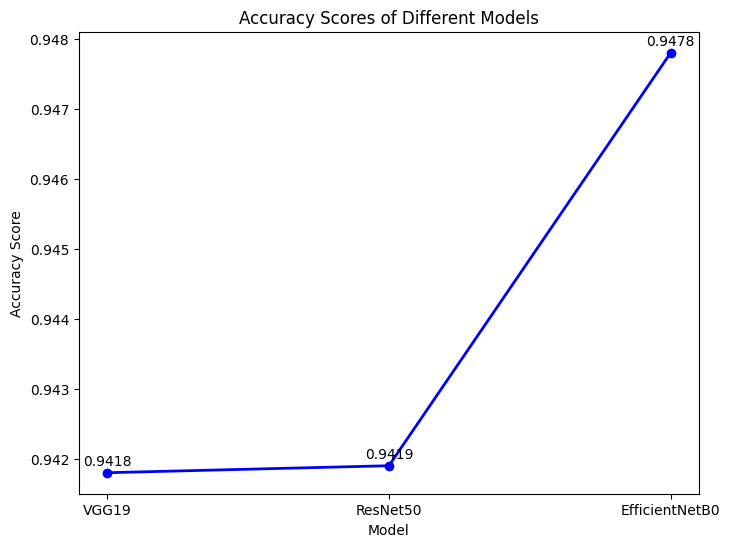 Accuracy Scores of Different Models
0.948
0.947
0.946
0.945
0.944
0.943
0.942
Accuracy Score
0.9418
0.9419
0.9478
VGG19
ResNet50
EfficientNetB0
Model